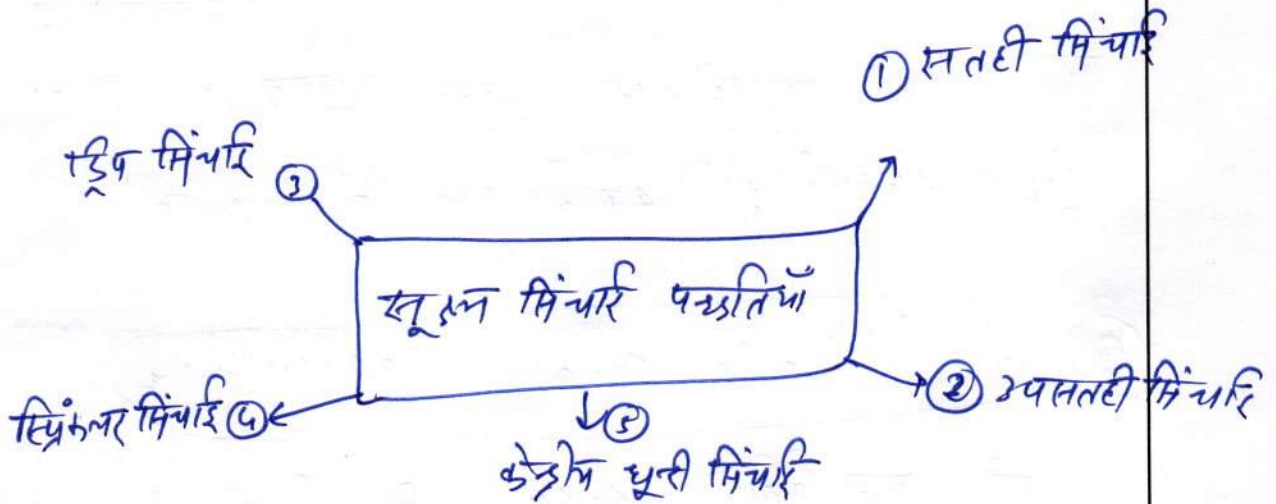 ① सतही सिंचाई
ड्रिप सिंचाई ③
सूक्ष्म सिंचाई पद्धतियाँ
② उपसतही सिंचाई
स्प्रिंकलर सिंचाई ④
⑤
केन्द्रीय धूरी सिंचाई